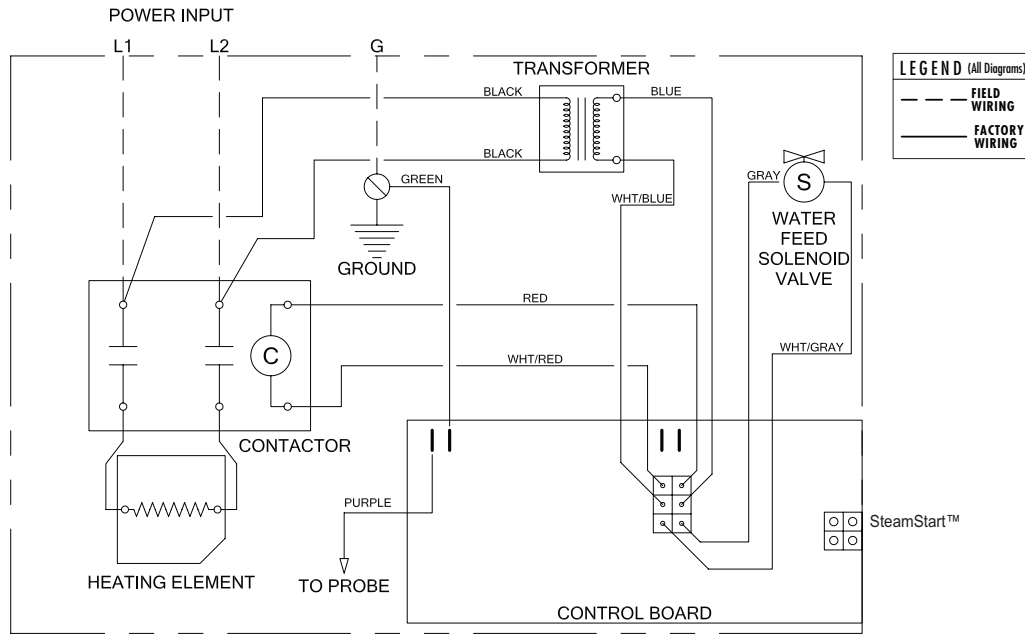 POWER INPUT
L1
L2
G
TRANSFORMER
LEGEND (All Diagrams)
FIELD
WIRING
FACTORY
WIRING
BLACK
BLUE
BLACK
GREEN
GRAY
S
WHT/BLUE
WATER
FEED
SOLENOID
VALVE
GROUND
RED
WHT/GRAY
C
WHT/RED
CONTACTOR
PURPLE
SteamStart™
HEATING ELEMENT
TO PROBE
CONTROL BOARD